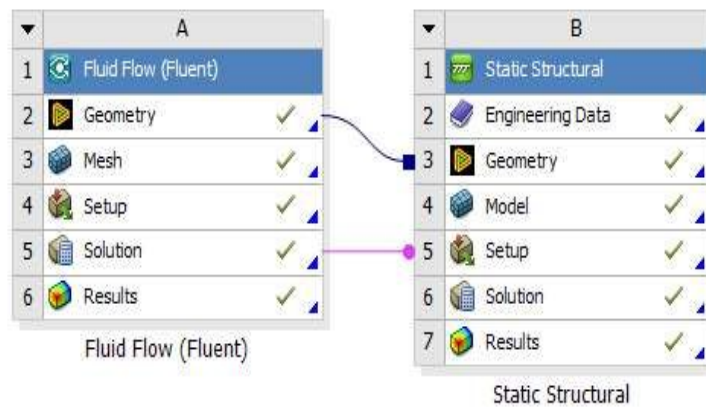 A
1 Fluid Flow (Fluent)
2 Geometry
3 Mesh
4 Setup
5 Solution
6 Results
Fluid Flow (Fluent)
B
1 Static Structural
2 Engineering Data
3 Geometry
4 Model
5 Setup
6 Solution
7 Results
Static Structural